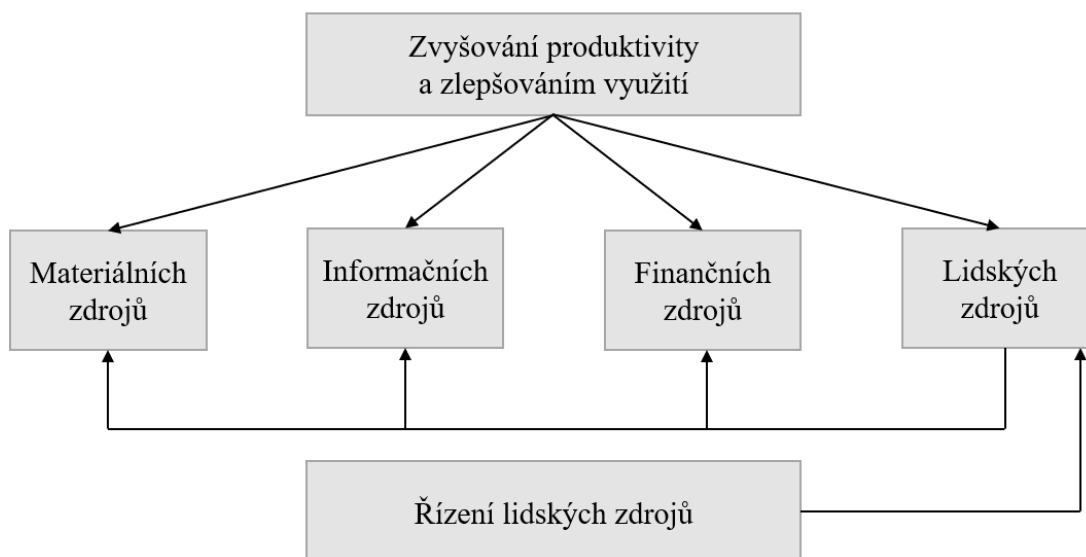 Zvyšování produktivity
a zlepšováním využití
Materiálních
zdrojů
Informačních
zdrojů
Finančních
zdrojů
Lidských
zdrojů
Řízení lidských zdrojů